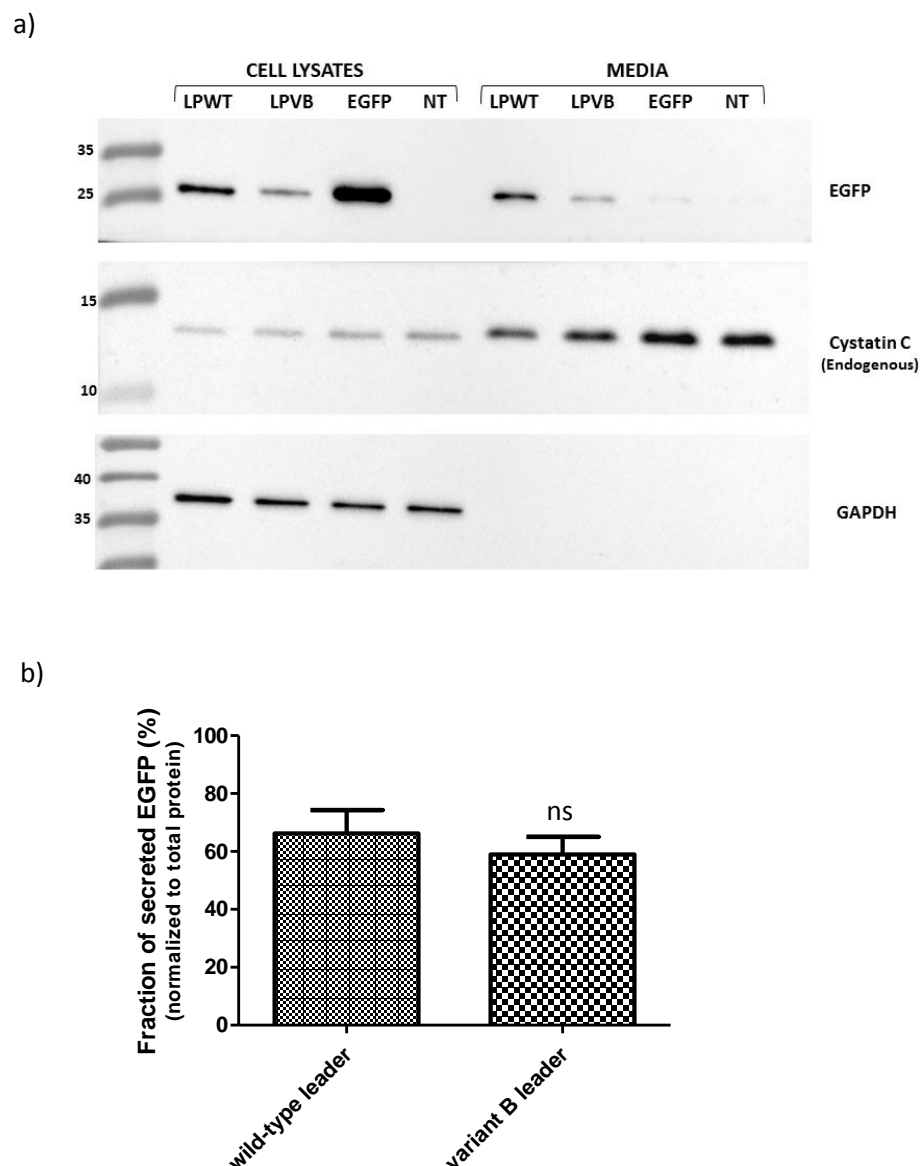 a)
CELL LYSATES MEDIA
LPWT LPVB EGFP NT LPWT LPVB EGFP NT
35
25
EGFP
15
10
Cystatin C
(Endogenous)
40
35
GAPDH
b)
Fraction of secreted EGFP (%)
(normalized to total protein)
100
80
60
40
20
0
ns
wild-type leader
variant B leader